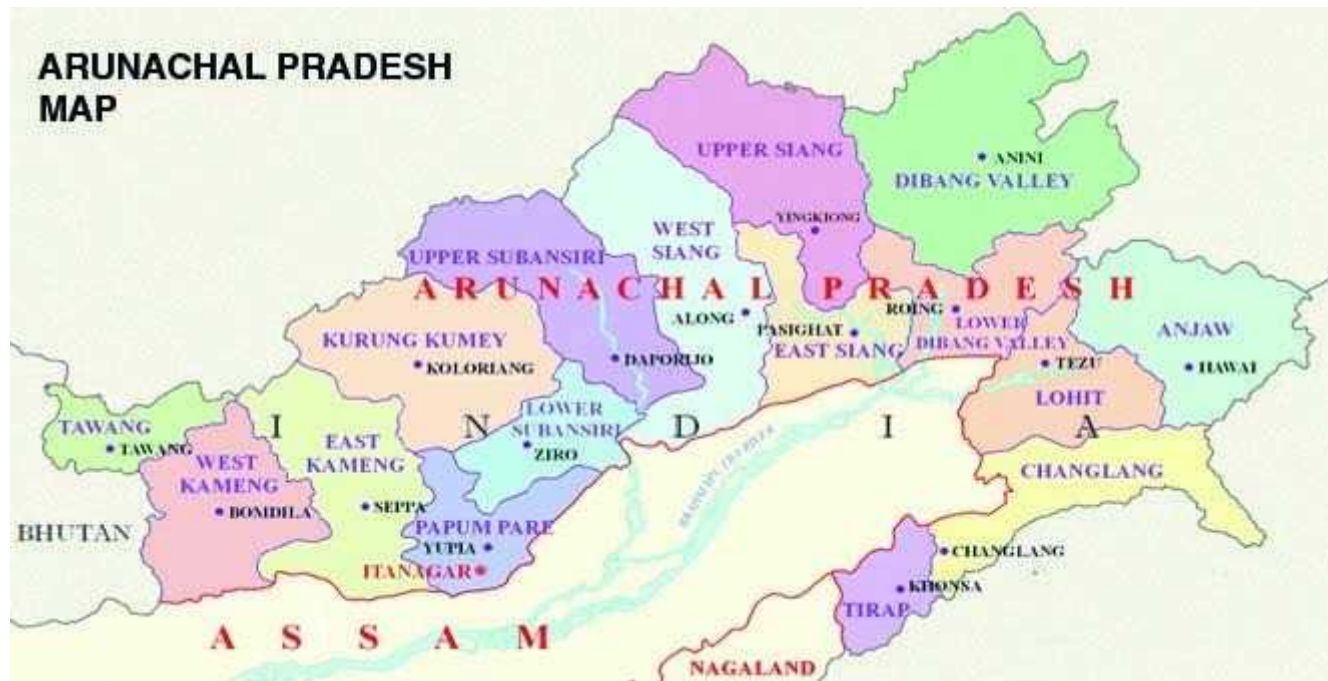 ARUNACHAL PRADESH
MAP
UPPER SIANG
ANINI
DIBANG VALLEY
YINGKIONG
WEST
SIANG
UPPER SUBANSIRI
ARUNACHAL PRADESH
ROING
ALONG
PASIGHAT
LOWER
DIBANG VALLEY
EAST SIANG
ANJAW
KURUNG KUMEY
KOLORIANG
DAPORIJO
TEZU
HAWAI
LOHIT
TAWANG
TAWANG
INDIA
LOWER
SUBANSIRI
ZIRO
EAST
KAMENG
WEST
KAMENG
CHANGLANG
BOMDILA
SEPPA
BHUTAN
PAPUM PARE
YUPIA
ITANAGAR
CHANGLANG
KHONSA
TIRAP
ASSAM
NAGALAND